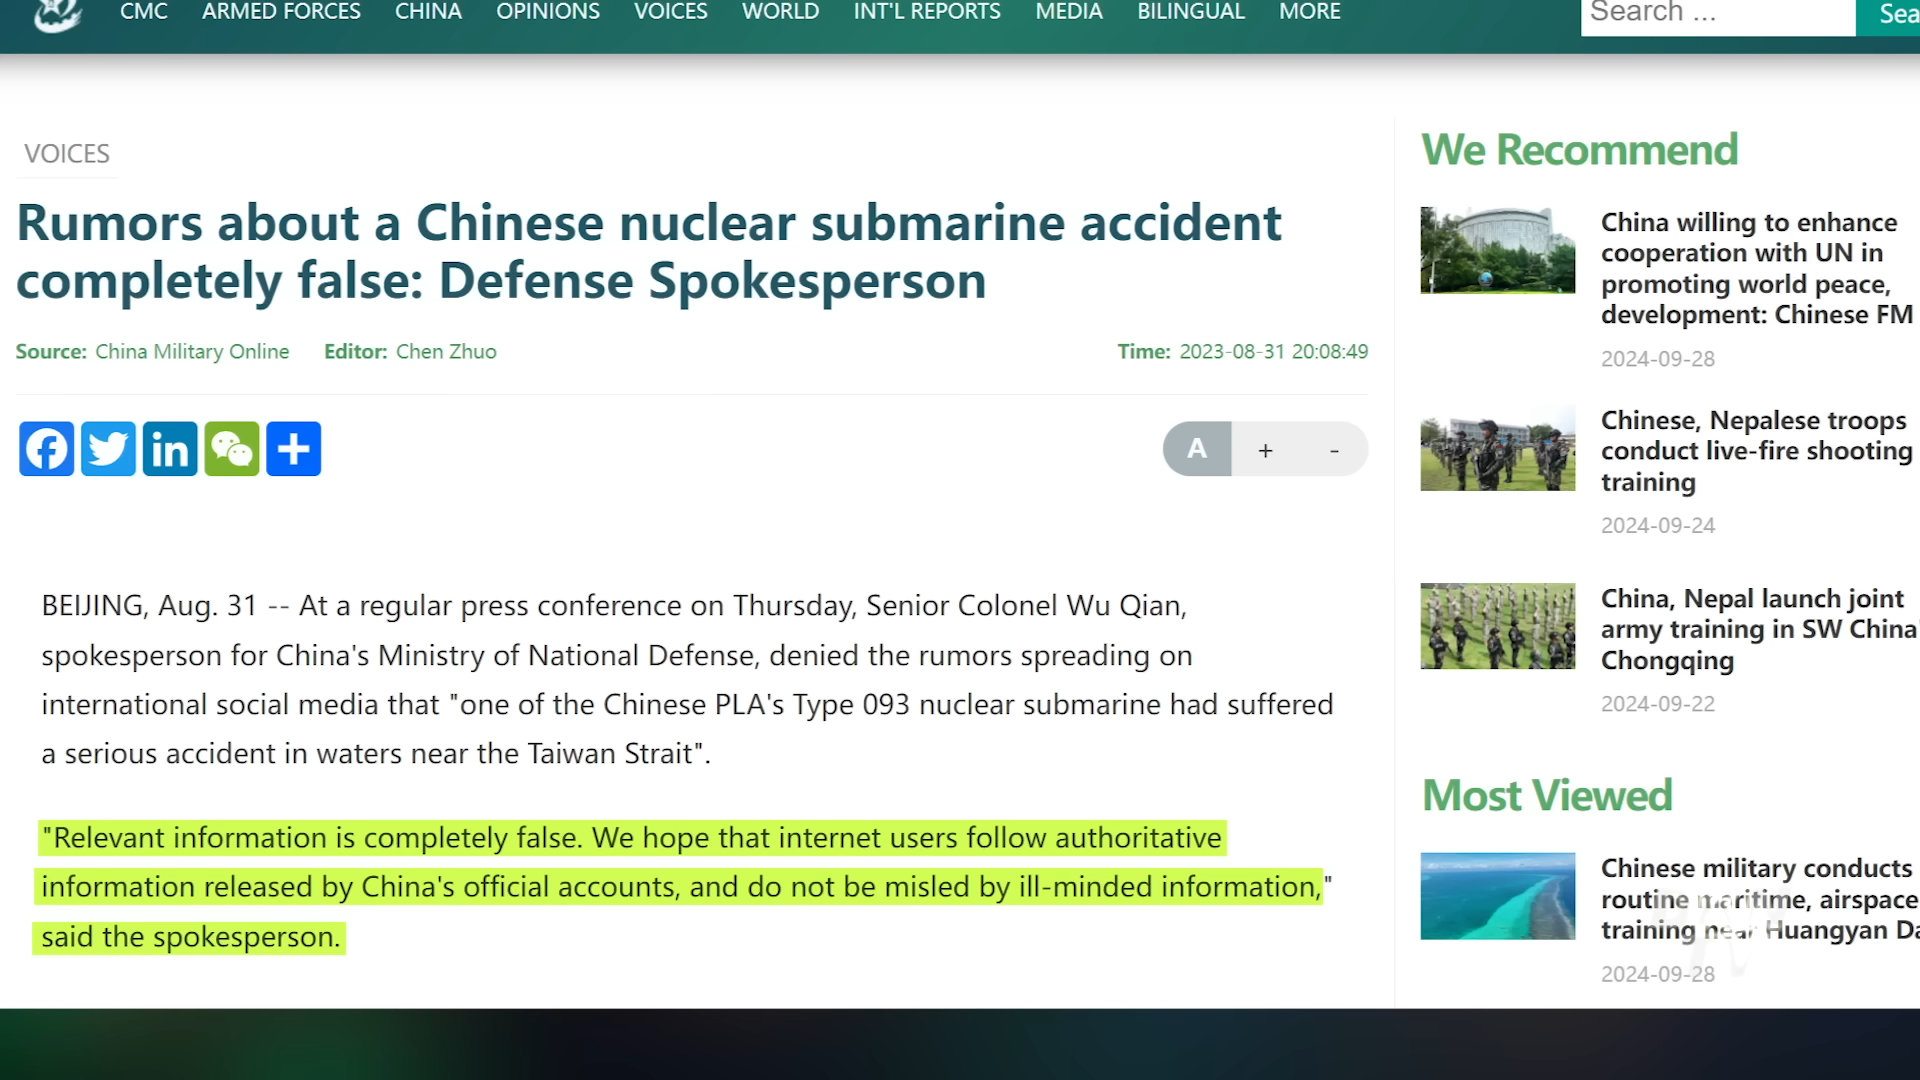 CMC ARMED FORCES CHINA OPINIONS VOICES WORLD INT'L REPORTS MEDIA BILINGUAL MORE
Search ...
VOICES
Rumors about a Chinese nuclear submarine accident
completely false: Defense Spokesperson
Source: China Military Online Editor: Chen Zhuo Time: 2023-08-31 20:08:49
A + -
BEIJING, Aug. 31 -- At a regular press conference on Thursday, Senior Colonel Wu Qian,
spokesperson for China's Ministry of National Defense, denied the rumors spreading on
international social media that "one of the Chinese PLA's Type 093 nuclear submarine had suffered
a serious accident in waters near the Taiwan Strait".
"Relevant information is completely false. We hope that internet users follow authoritative
information released by China's official accounts, and do not be misled by ill-minded information,"
said the spokesperson.
We Recommend
China willing to enhance
cooperation with UN in
promoting world peace,
development: Chinese FM
2024-09-28
Chinese, Nepalese troops
conduct live-fire shooting
training
2024-09-24
China, Nepal launch joint
army training in SW China'
Chongqing
2024-09-22
Most Viewed
Chinese military conducts
routine maritime, airspace
training near Huangyan
2024-09-28